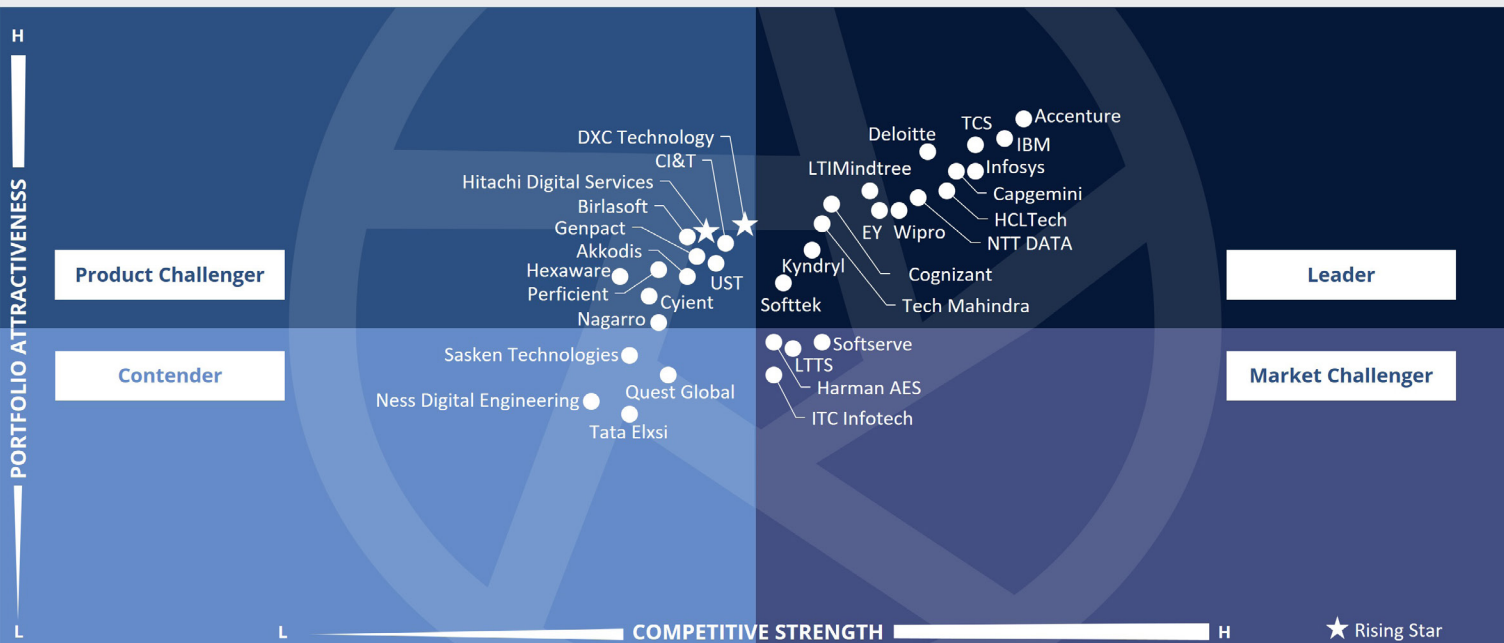 H
PORTFOLIO ATTRACTIVENESS
L
Product Challenger
Contender
Leader
Market Challenger
DXC Technology
CI&T
Hitachi Digital Services
Birlasoft
Genpact
Akkodis
Hexaware
Perficient
UST
Cyient
Nagarro
Accenture
TCS
IBM
Deloitte
Infosys
LTIMindtree
Capgemini
HCLTech
EY
Wipro
NTT DATA
Kyndryl
Cognizant
Softtek
Tech Mahindra
Sasken Technologies
Quest Global
Ness Digital Engineering
Tata Elxsi
Softserve
LTTS
Harman AES
ITC Infotech
L
COMPETITIVE STRENGTH
H
Rising Star